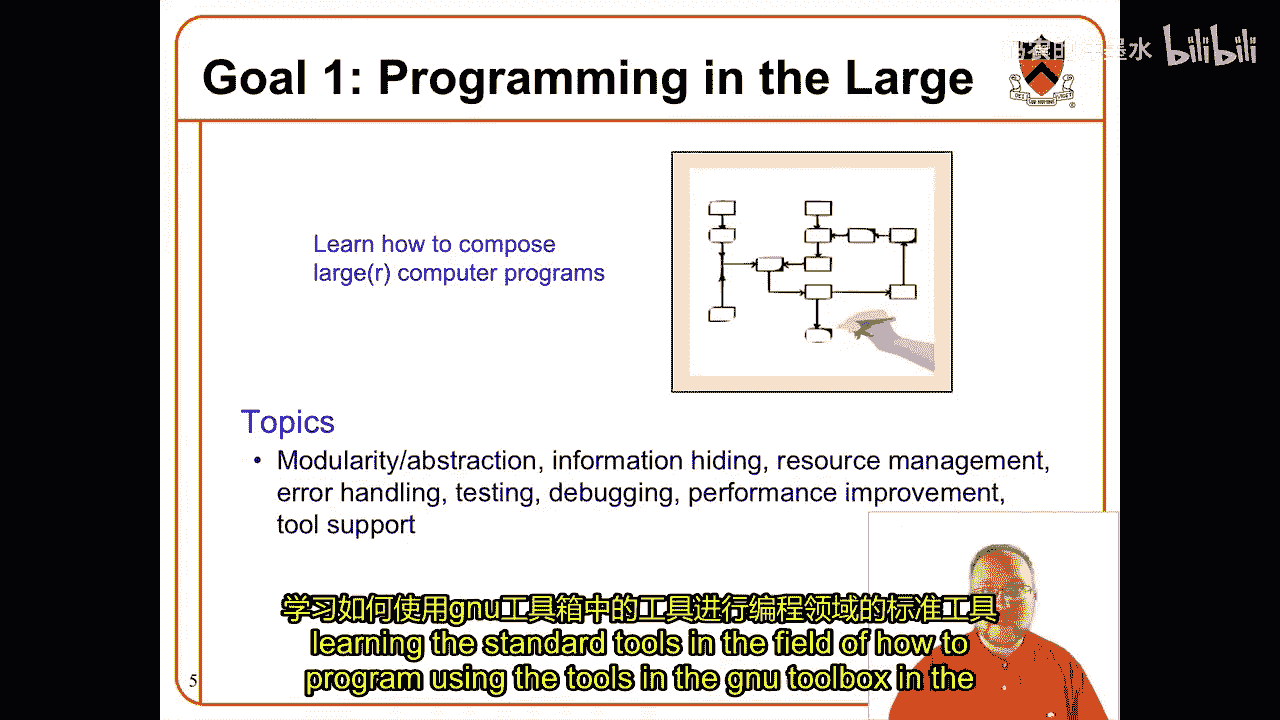 Goal 1: Programming in the Large
bilibili
Learn how to compose
large(r) computer programs
Topics
• Modularity/abstraction, information hiding, resource management,
error handling, testing, debugging, performance improvement,
tool support
学习如何使用gnu工具箱中的工具进行编程领域的标准工具
learning the standard tools in the field of how to
program using the tools in the gnu toolbox in the
5